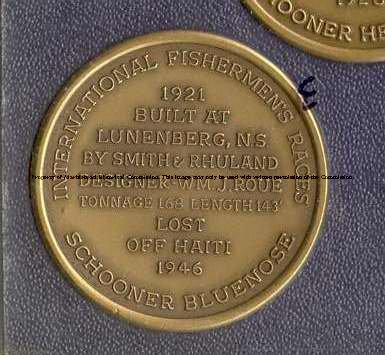 INTERNATIONAL FISHERMEN'S RACES
1921
BUILT AT
LUNENBERG, N.S
BY SMITH & RHULAND
DESIGNER-WM. J. ROUE
TONNAGE 168 LENGTH 143'
LOST
OFF HAITI
1946
SCHOONER BLUENOSE
SCHOONER HE